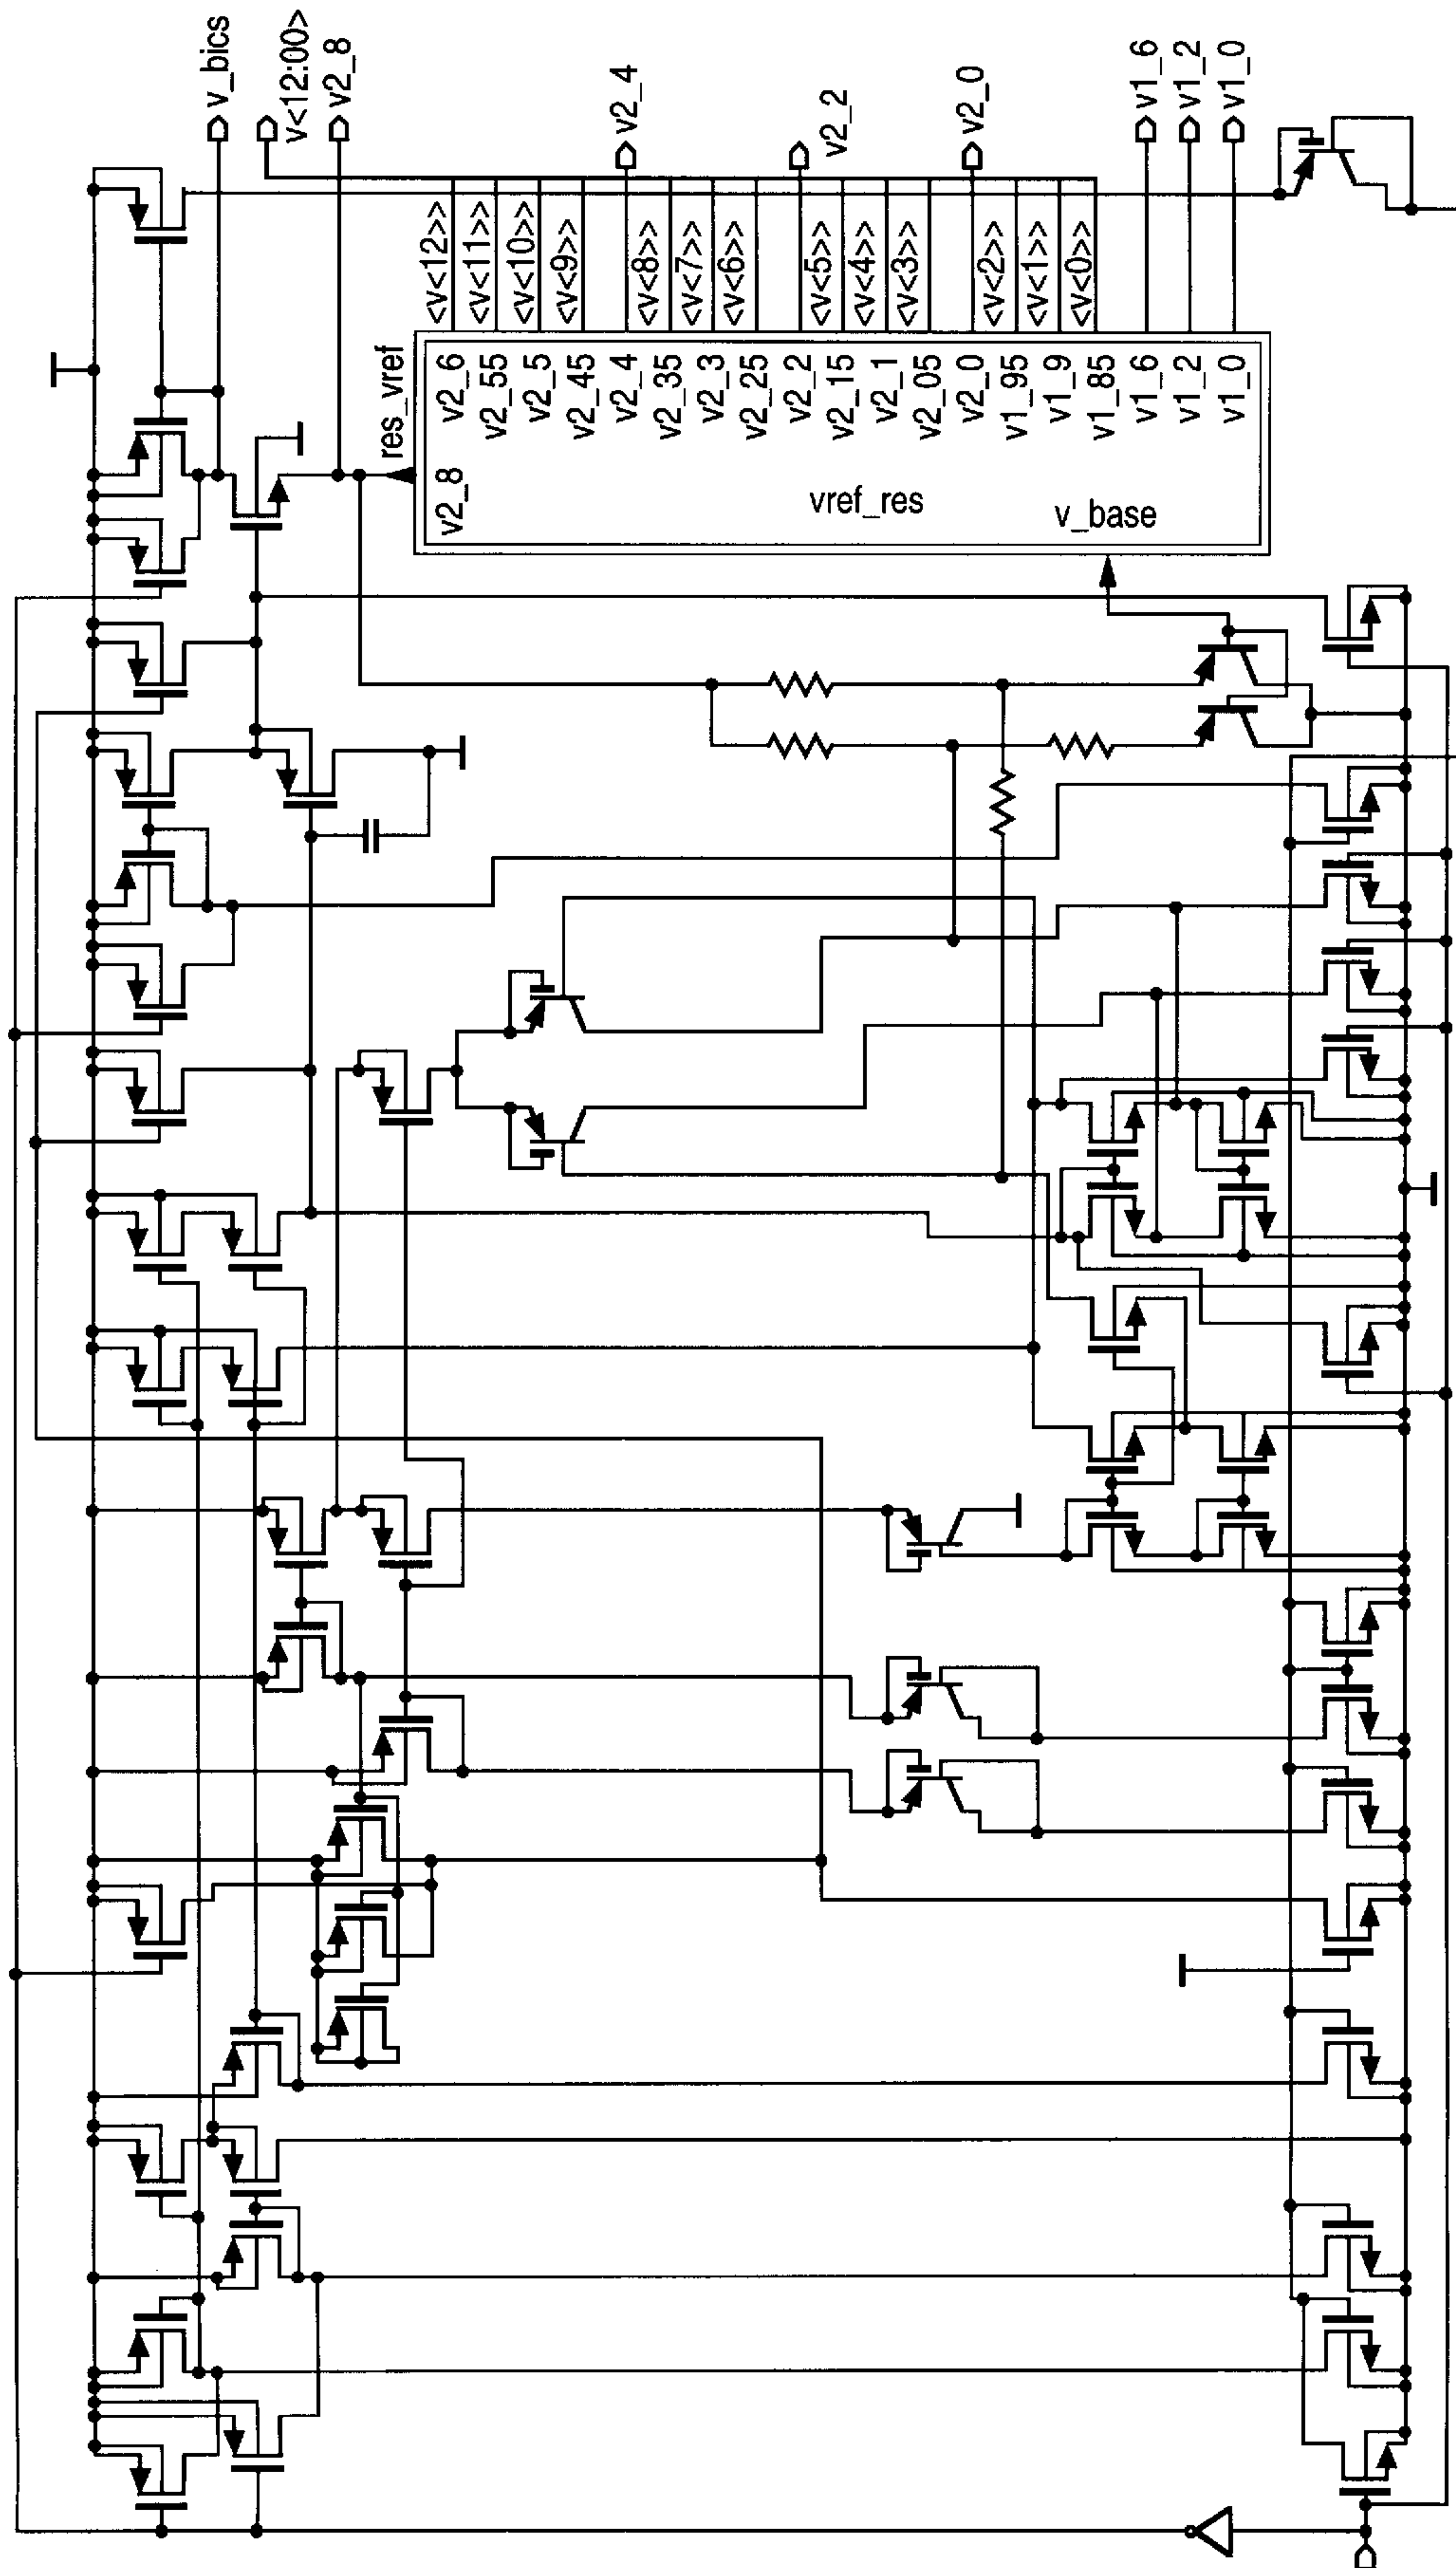 v_bics
v<12:00>
v2_8
v2_4
v2_2
v2_0
v1_6
v1_2
v1_0
<v<12>>
<v<11>>
<v<10>>
<v<9>>
<v<8>>
<v<7>>
<v<6>>
<v<5>>
<v<4>>
<v<3>>
<v<2>>
<v<1>>
<v<0>>
res_vref
v2_8
v2_6
v2_55
v2_5
v2_45
v2_4
v2_35
v2_3
v2_25
v2_2
v2_15
v2_1
v2_05
v2_0
v1_95
v1_9
v1_85
v1_6
v1_2
v1_0
vref_res
v_base